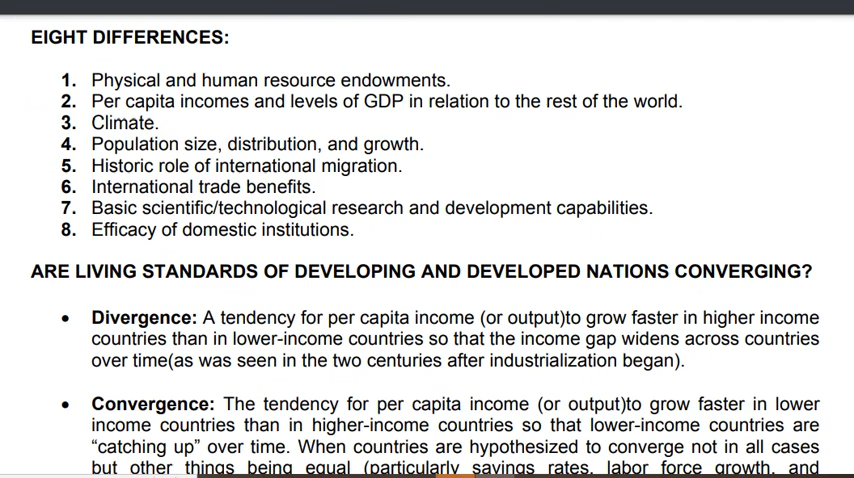 EIGHT DIFFERENCES:
1. Physical and human resource endowments.
2. Per capita incomes and levels of GDP in relation to the rest of the world.
3. Climate.
4. Population size, distribution, and growth.
5. Historic role of international migration.
6. International trade benefits.
7. Basic scientific/technological research and development capabilities.
8. Efficacy of domestic institutions.
ARE LIVING STANDARDS OF DEVELOPING AND DEVELOPED NATIONS CONVERGING?
• Divergence: A tendency for per capita income (or output)to grow faster in higher income
countries than in lower-income countries so that the income gap widens across countries
over time(as was seen in the two centuries after industrialization began).
• Convergence: The tendency for per capita income (or output)to grow faster in lower
income countries than in higher-income countries so that lower-income countries are
“catching up” over time. When countries are hypothesized to converge not in all cases
but other things being equal (particularly savings rates, labor force growth, and